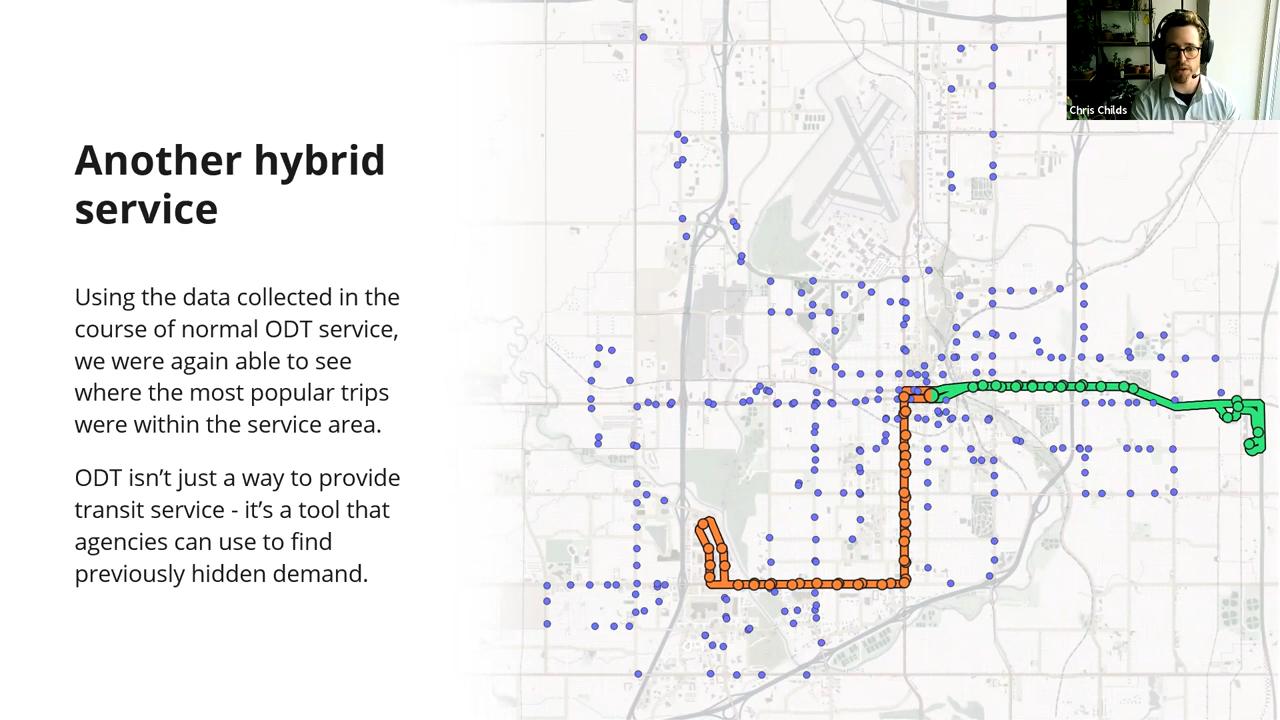 Another hybrid
service
Using the data collected in the
course of normal ODT service,
we were again able to see
where the most popular trips
were within the service area.
ODT isn’t just a way to provide
transit service - it’s a tool that
agencies can use to find
previously hidden demand.
Chris Childs